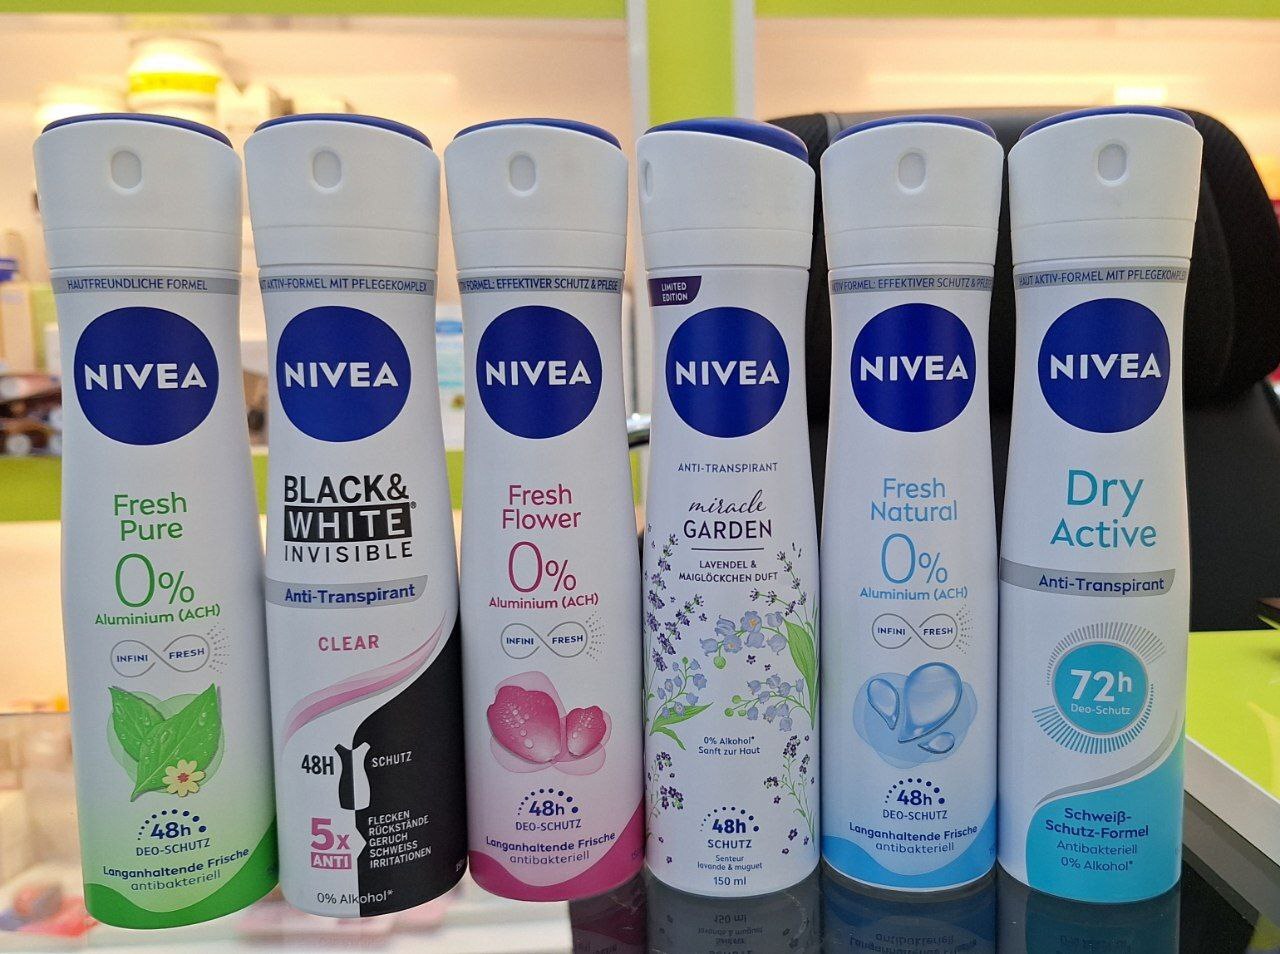 HAUTFREUNDLICHE FORMEL
NIVEA
Fresh
Pure
0%
Aluminium (ACH)
INFINI FRESH
48h
DEO-SCHUTZ
Langanhaltende Frische
antibakteriell
AKTIV-FORMEL MIT PFLEGEKOMPLEX
NIVEA
BLACK&
WHITE®
INVISIBLE
Anti-Transpirant
CLEAR
48H SCHUTZ
5x
ANTI
FLECKEN
RÜCKSTÄNDE
GERUCH
SCHWEISS
IRRITATIONEN
0% Alkohol*
FORMEL: EFFEKTIVER SCHUTZ & PFLEGE
NIVEA
Fresh
Flower
0%
Aluminium (ACH)
INFINI FRESH
48h
DEO-SCHUTZ
Langanhaltende Frische
antibakteriell
LIMITED
EDITION
NIVEA
ANTI-TRANSPIRANT
miracle
GARDEN
LAVENDEL &
MAIGLÖCKCHEN DUFT
0% Alkohol*
Sanft zur Haut
48h
SCHUTZ
Senteur
lavande & muguet
150 ml
FORMEL: EFFEKTIVER SCHUTZ &
NIVEA
Fresh
Natural
0%
Aluminium (ACH)
INFINI FRESH
48h
DEO-SCHUTZ
Langanhaltende Frische
antibakteriell
HAUT AKTIV-FORMEL MIT PFLEGEKOMPLEX
NIVEA
Dry
Active
Anti-Transpirant
72h
Deo-Schutz
Schweiß-
Schutz-Formel
Antibakteriell
0% Alkohol*